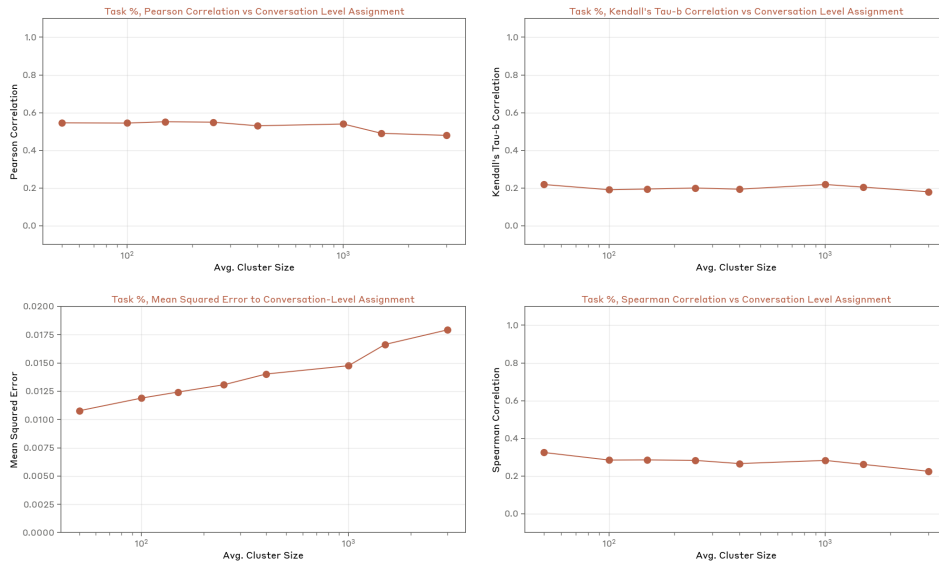 Task %, Pearson Correlation vs Conversation Level Assignment
1.0
0.8
0.6
0.4
0.2
0.0
Pearson Correlation
10²
10³
Avg. Cluster Size
Task %, Kendall's Tau-b Correlation vs Conversation Level Assignment
1.0
0.8
0.6
0.4
0.2
0.0
Kendall's Tau-b Correlation
10²
10³
Avg. Cluster Size
Task %, Mean Squared Error to Conversation-Level Assignment
0.0200
0.0175
0.0150
0.0125
0.0100
0.0075
0.0050
0.0025
0.0000
Mean Squared Error
10²
10³
Avg. Cluster Size
Task %, Spearman Correlation vs Conversation Level Assignment
1.0
0.8
0.6
0.4
0.2
0.0
Spearman Correlation
10²
10³
Avg. Cluster Size